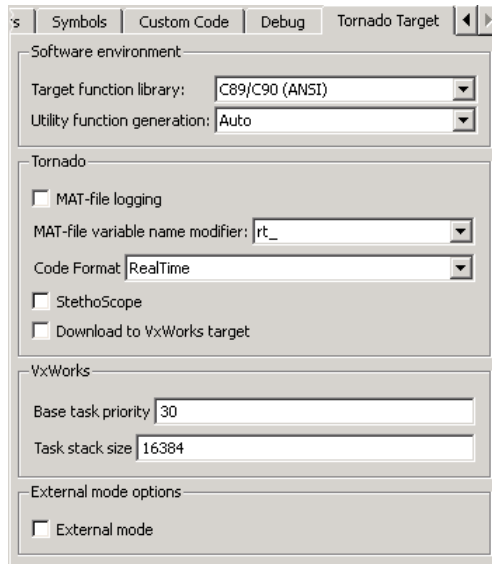 s Symbols Custom Code Debug Tornado Target
Software environment
Target function library: C89/C90 (ANSI)
Utility function generation: Auto
Tornado
MAT-file logging
MAT-file variable name modifier: rt_
Code Format RealTime
StethoScope
Download to VxWorks target
VxWorks
Base task priority 30
Task stack size 16384
External mode options
External mode